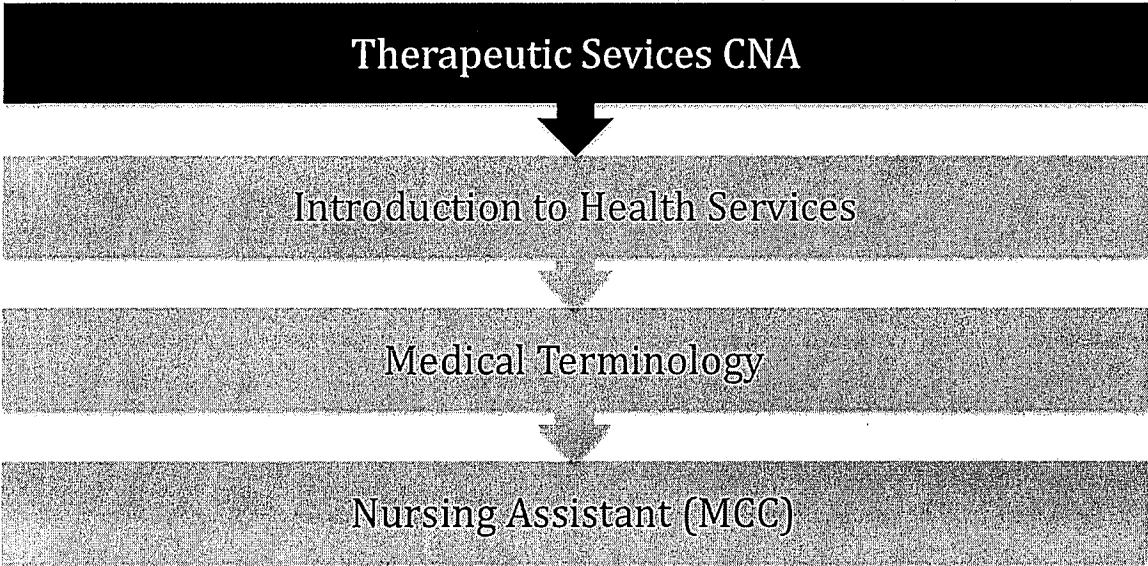 Therapeutic Sevices CNA
Introduction to Health Services
Medical Terminology
Nursing Assistant (MCC)